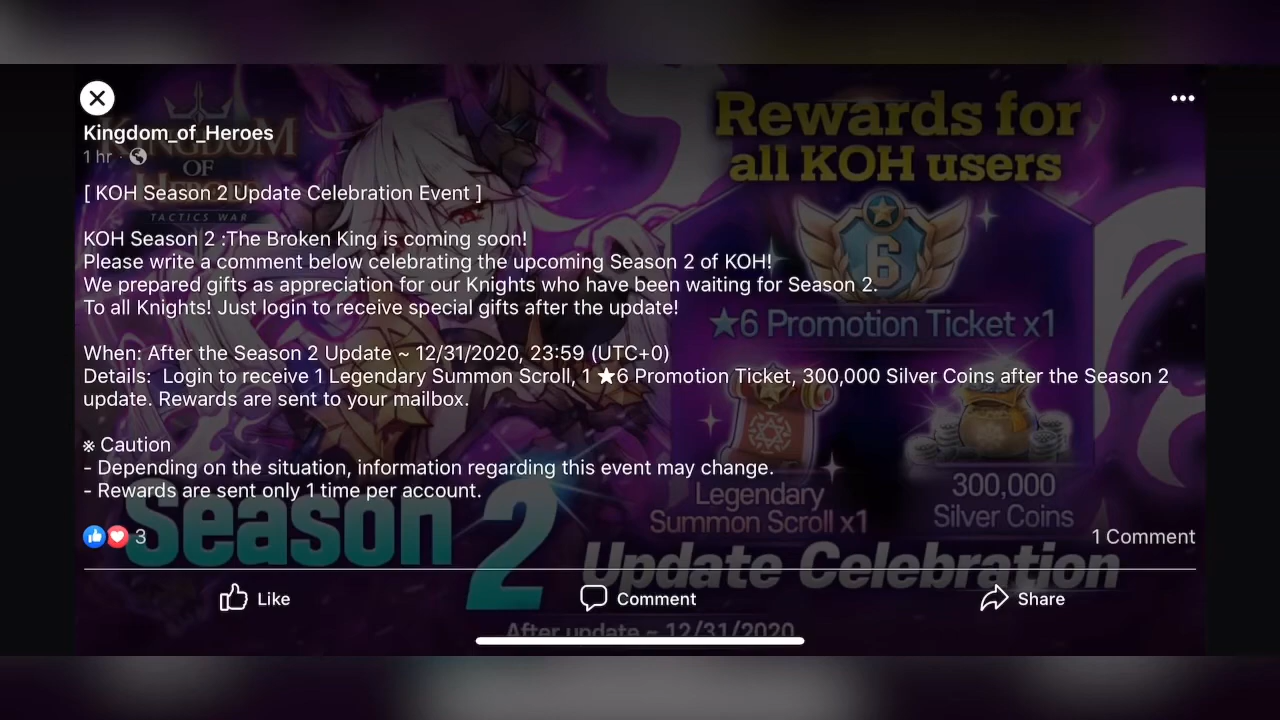 Kingdom_of_Heroes
1 hr ·
[ KOH Season 2 Update Celebration Event ]
KOH Season 2 :The Broken King is coming soon!
Please write a comment below celebrating the upcoming Season 2 of KOH!
We prepared gifts as appreciation for our Knights who have been waiting for Season 2.
To all Knights! Just login to receive special gifts after the update!
When: After the Season 2 Update ~ 12/31/2020, 23:59 (UTC+0)
Details:  Login to receive 1 Legendary Summon Scroll, 1 ★6 Promotion Ticket, 300,000 Silver Coins after the Season 2
update. Rewards are sent to your mailbox.
※ Caution
- Depending on the situation, information regarding this event may change.
- Rewards are sent only 1 time per account.
3
1 Comment
Like
Comment
Share
KINGDOM
OF
TACTICS WAR
Rewards for
all KOH users
6
★6 Promotion Ticket x1
Legendary
Summon Scroll x1
300,000
Silver Coins
Season 2
Update Celebration
After update ~ 12/31/2020